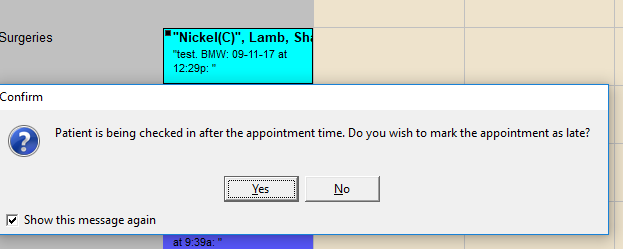 Surgeries
"Nickel(C)", Lamb, Sha
"test. BMW: 09-11-17 at
12:29p: "
Confirm
Patient is being checked in after the appointment time. Do you wish to mark the appointment as late?
Yes
No
Show this message again
at 9:39a: "